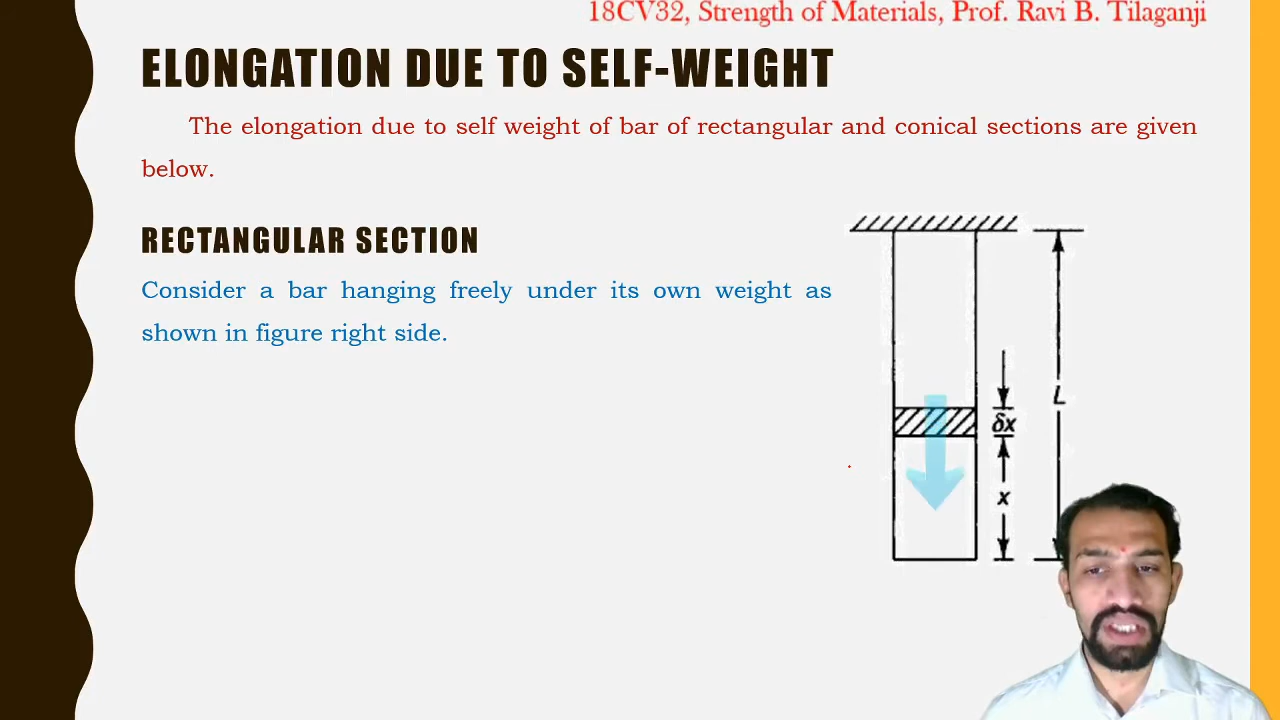 18CV32, Strength of Materials, Prof. Ravi B. Tilaganji
ELONGATION DUE TO SELF-WEIGHT
The elongation due to self weight of bar of rectangular and conical sections are given
below.
RECTANGULAR SECTION
Consider a bar hanging freely under its own weight as
shown in figure right side.
L
δx
x